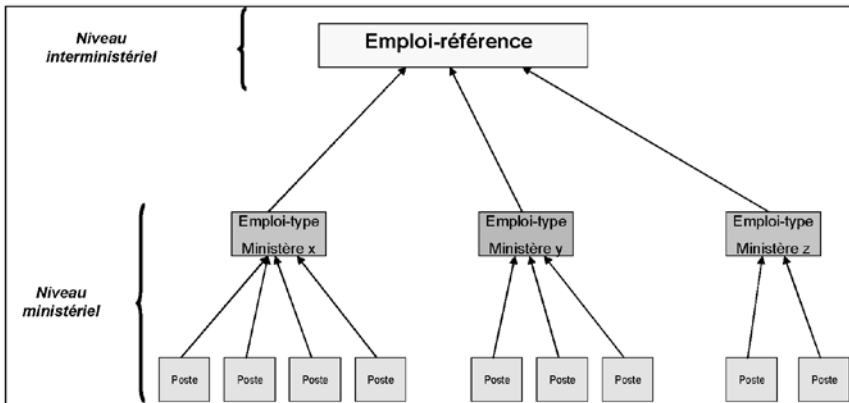 Niveau
interministériel
Emploi-référence
Emploi-type
Ministère x
Emploi-type
Ministère y
Emploi-type
Ministère z
Niveau
ministériel
Poste
Poste
Poste
Poste
Poste
Poste
Poste
Poste
Poste